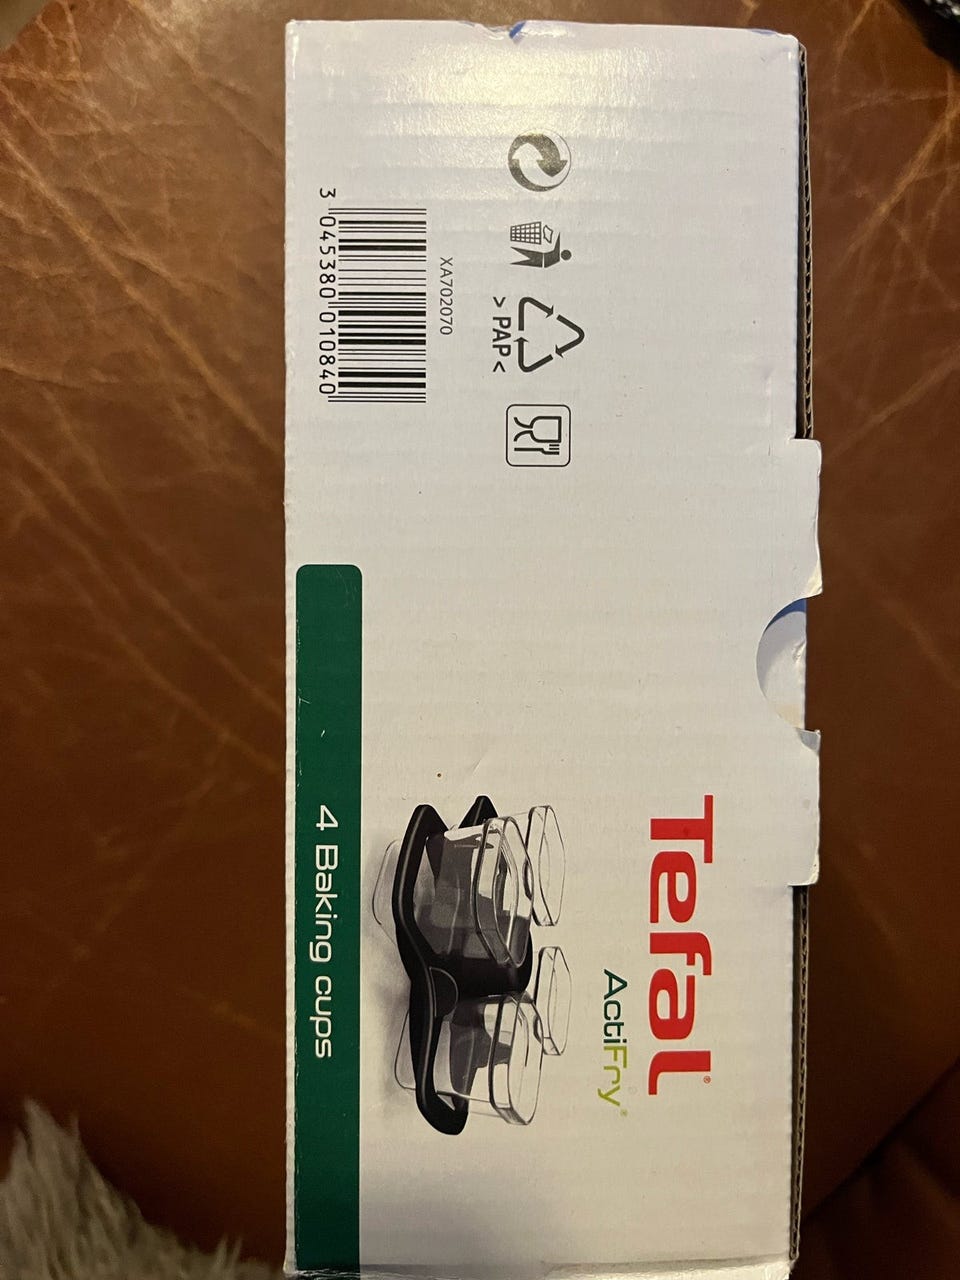 Tefal®
ActiFry®
4 Baking cups
>PAP<
XA702070
3 045380 010840